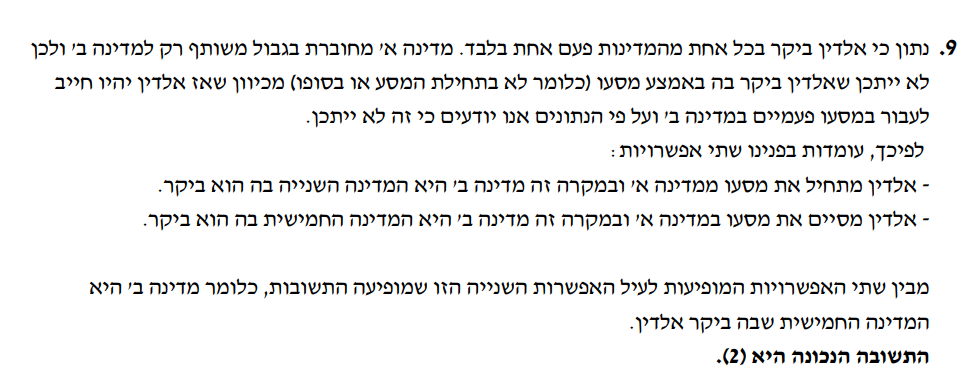 9. נתון כי אלדין ביקר בכל אחת מהמדינות פעם אחת בלבד. מדינה א' מחוברת בגבול משותף רק למדינה ב' ולכן
לא ייתכן שאלדין ביקר בה באמצע מסעו (כלומר לא בתחילת המסע או בסופו) מכיוון שאז אלדין יהיו חייב
לעבור במסעו פעמיים במדינה ב' ועל פי הנתונים אנו יודעים כי זה לא ייתכן.
לפיכך, עומדות בפנינו שתי אפשרויות:
- אלדין מתחיל את מסעו ממדינה א' ובמקרה זה מדינה ב' היא המדינה השנייה בה הוא ביקר.
- אלדין מסיים את מסעו במדינה א' ובמקרה זה מדינה ב' היא המדינה החמישית בה הוא ביקר.
מבין שתי האפשרויות המופיעות לעיל האפשרות השנייה הזו שמופיעה התשובות, כלומר מדינה ב' היא
המדינה החמישית שבה ביקר אלדין.
התשובה הנכונה היא (2).